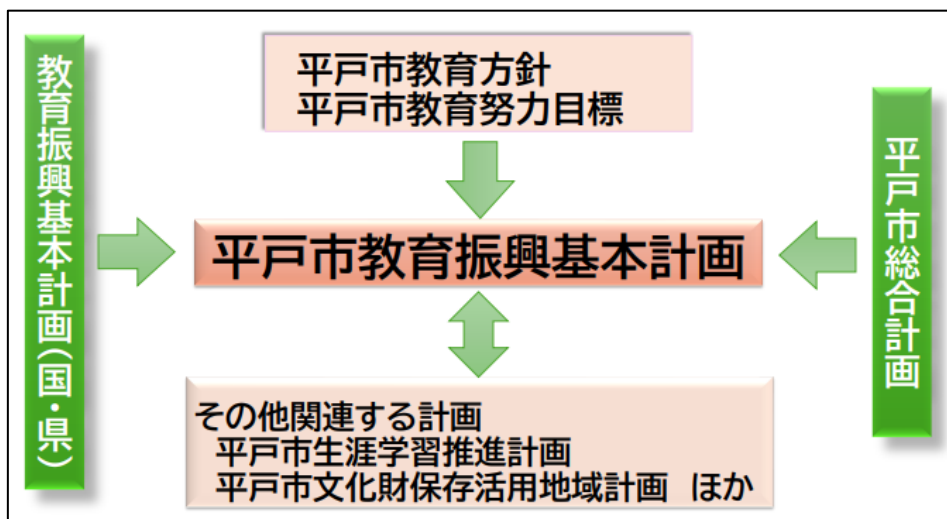 教育振興基本計画(国・県)
平戸市教育方針
平戸市教育努力目標
平戸市総合計画
平戸市教育振興基本計画
その他関連する計画
平戸市生涯学習推進計画
平戸市文化財保存活用地域計画 ほか